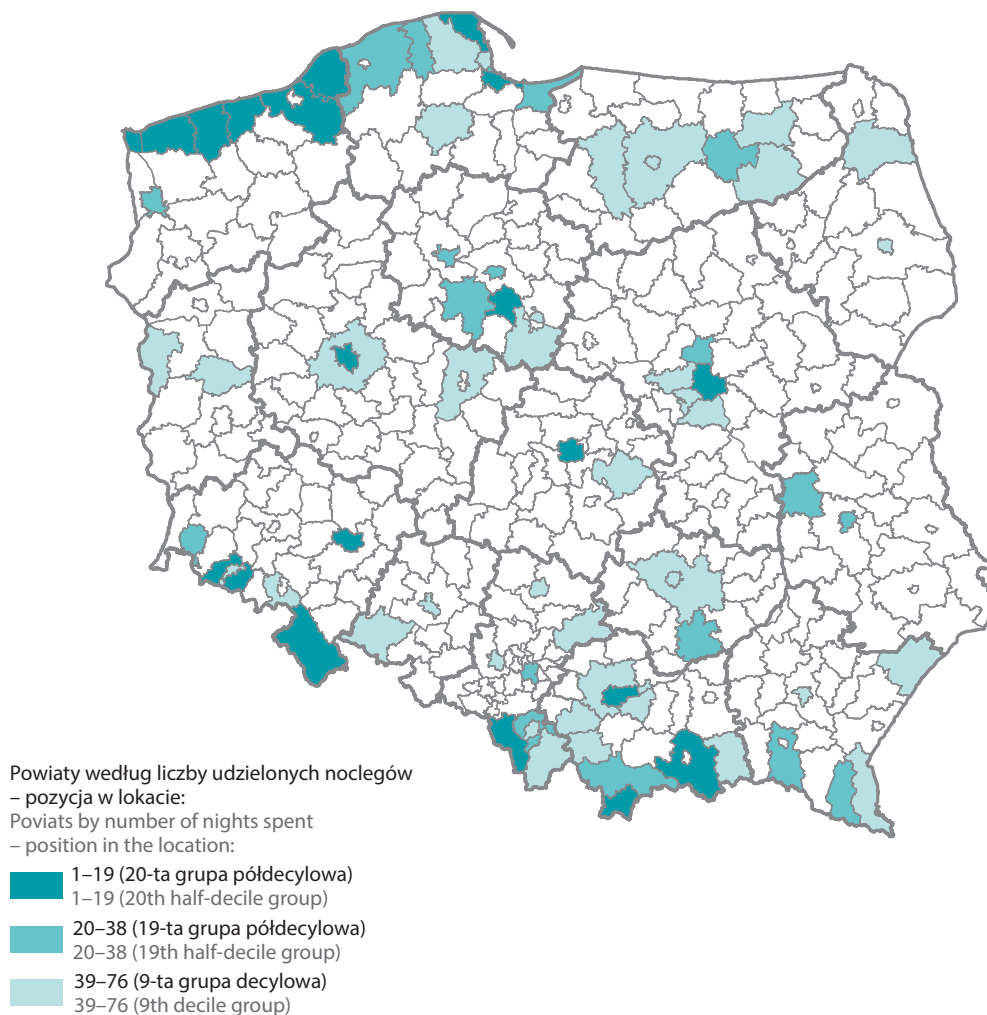 Powiaty według liczby udzielonych noclegów
– pozycja w lokacie:
Poviats by number of nights spent
– position in the location:
1–19 (20-ta grupa półdecylowa)
1–19 (20th half-decile group)
20–38 (19-ta grupa półdecylowa)
20–38 (19th half-decile group)
39–76 (9-ta grupa decylowa)
39–76 (9th decile group)